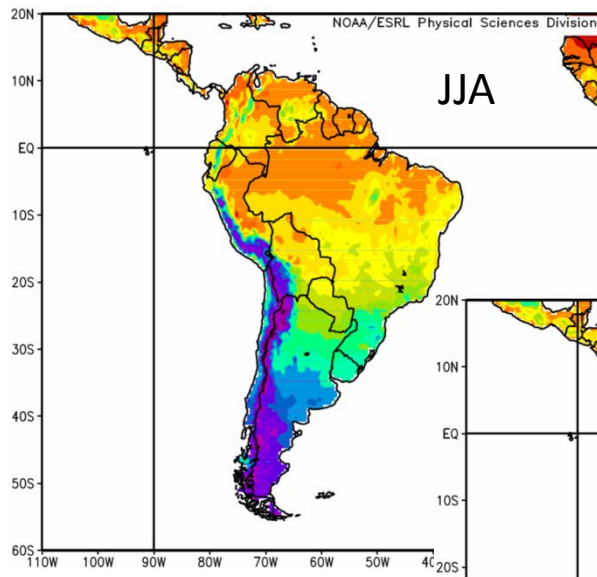 20N
NOAA/ESRL Physical Sciences Division
10N
JJA
EQ
10S
20S
30S
40S
50S
60S
110W 100W 90W 80W 70W 60W 50W
20N
10N
EQ
10S
20S